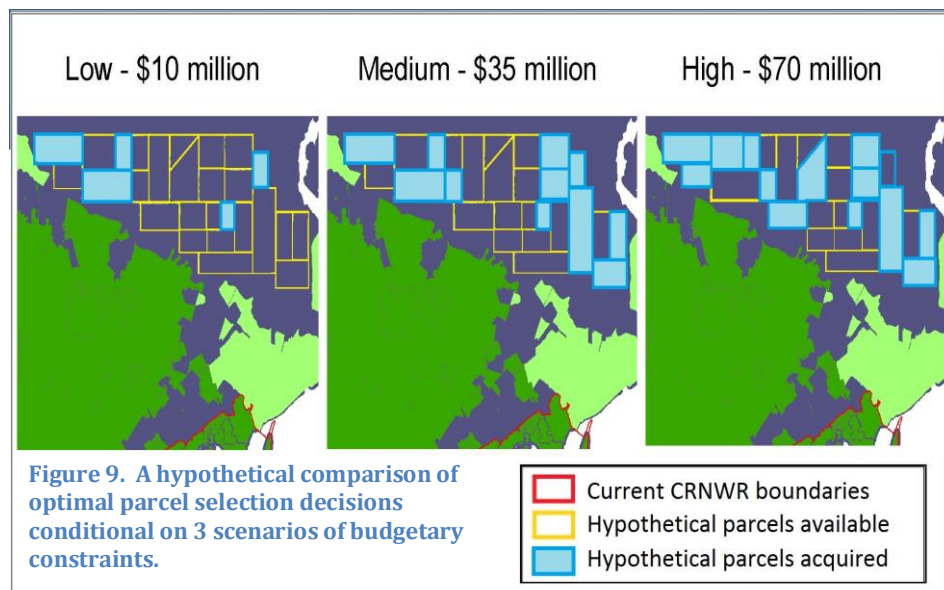 Low - $10 million
Medium - $35 million
High - $70 million
Figure 9. A hypothetical comparison of
optimal parcel selection decisions
conditional on 3 scenarios of budgetary
constraints.
Current CRNWR boundaries
Hypothetical parcels available
Hypothetical parcels acquired